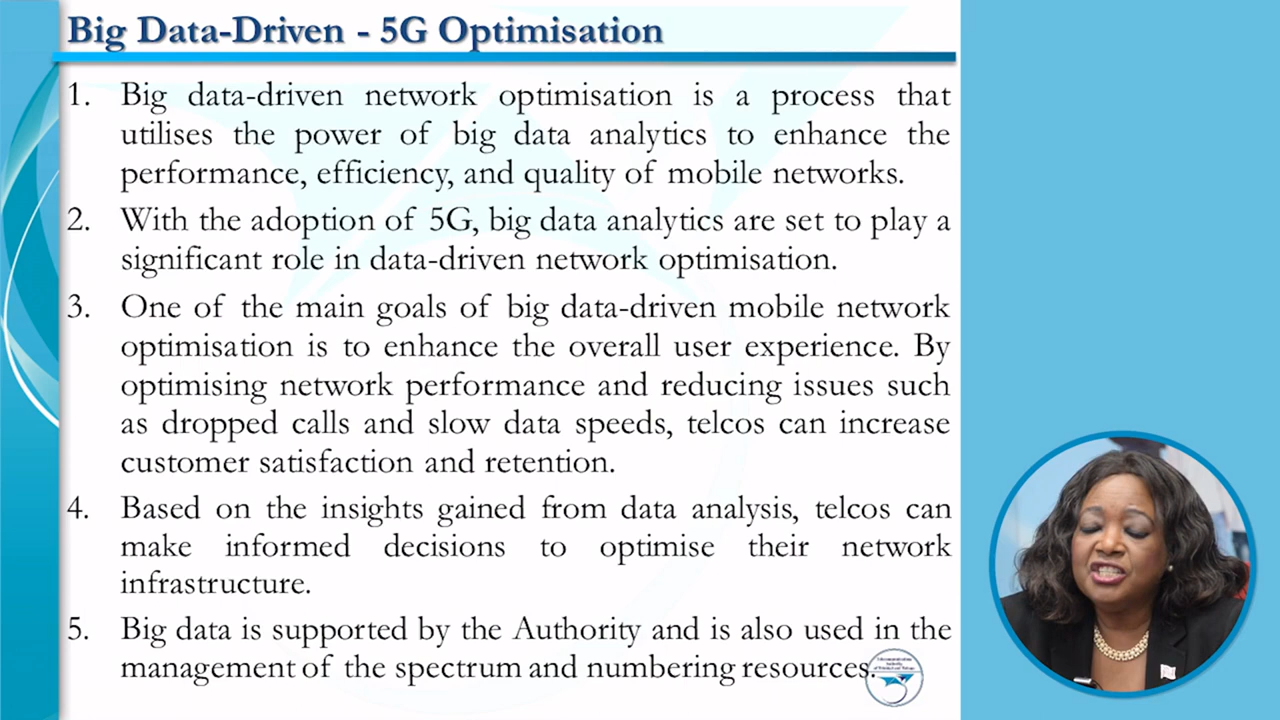 Big Data-Driven - 5G Optimisation
1. Big data-driven network optimisation is a process that
utilises the power of big data analytics to enhance the
performance, efficiency, and quality of mobile networks.
2. With the adoption of 5G, big data analytics are set to play a
significant role in data-driven network optimisation.
3. One of the main goals of big data-driven mobile network
optimisation is to enhance the overall user experience. By
optimising network performance and reducing issues such
as dropped calls and slow data speeds, telcos can increase
customer satisfaction and retention.
4. Based on the insights gained from data analysis, telcos can
make informed decisions to optimise their network
infrastructure.
5. Big data is supported by the Authority and is also used in the
management of the spectrum and numbering resources.
Telecommunications
Authority
of Trinidad and Tobago